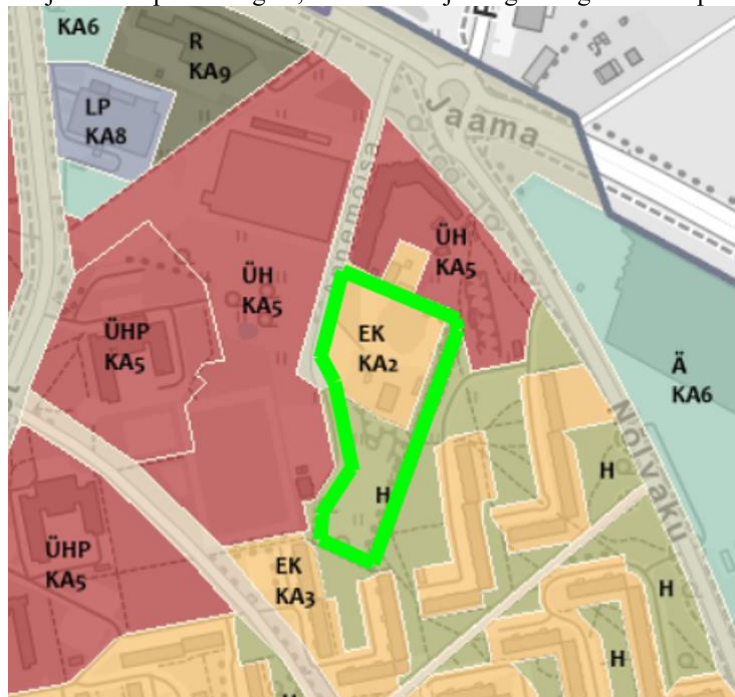 KA6
R
KA9
LP
KA8
Jaama
ÜH
KA5
ÜH
KA5
ÜHP
KA5
EK
KA2
Ä
KA6
Nõlvaku
H
H
ÜHP
KA5
EK
KA3
H
H